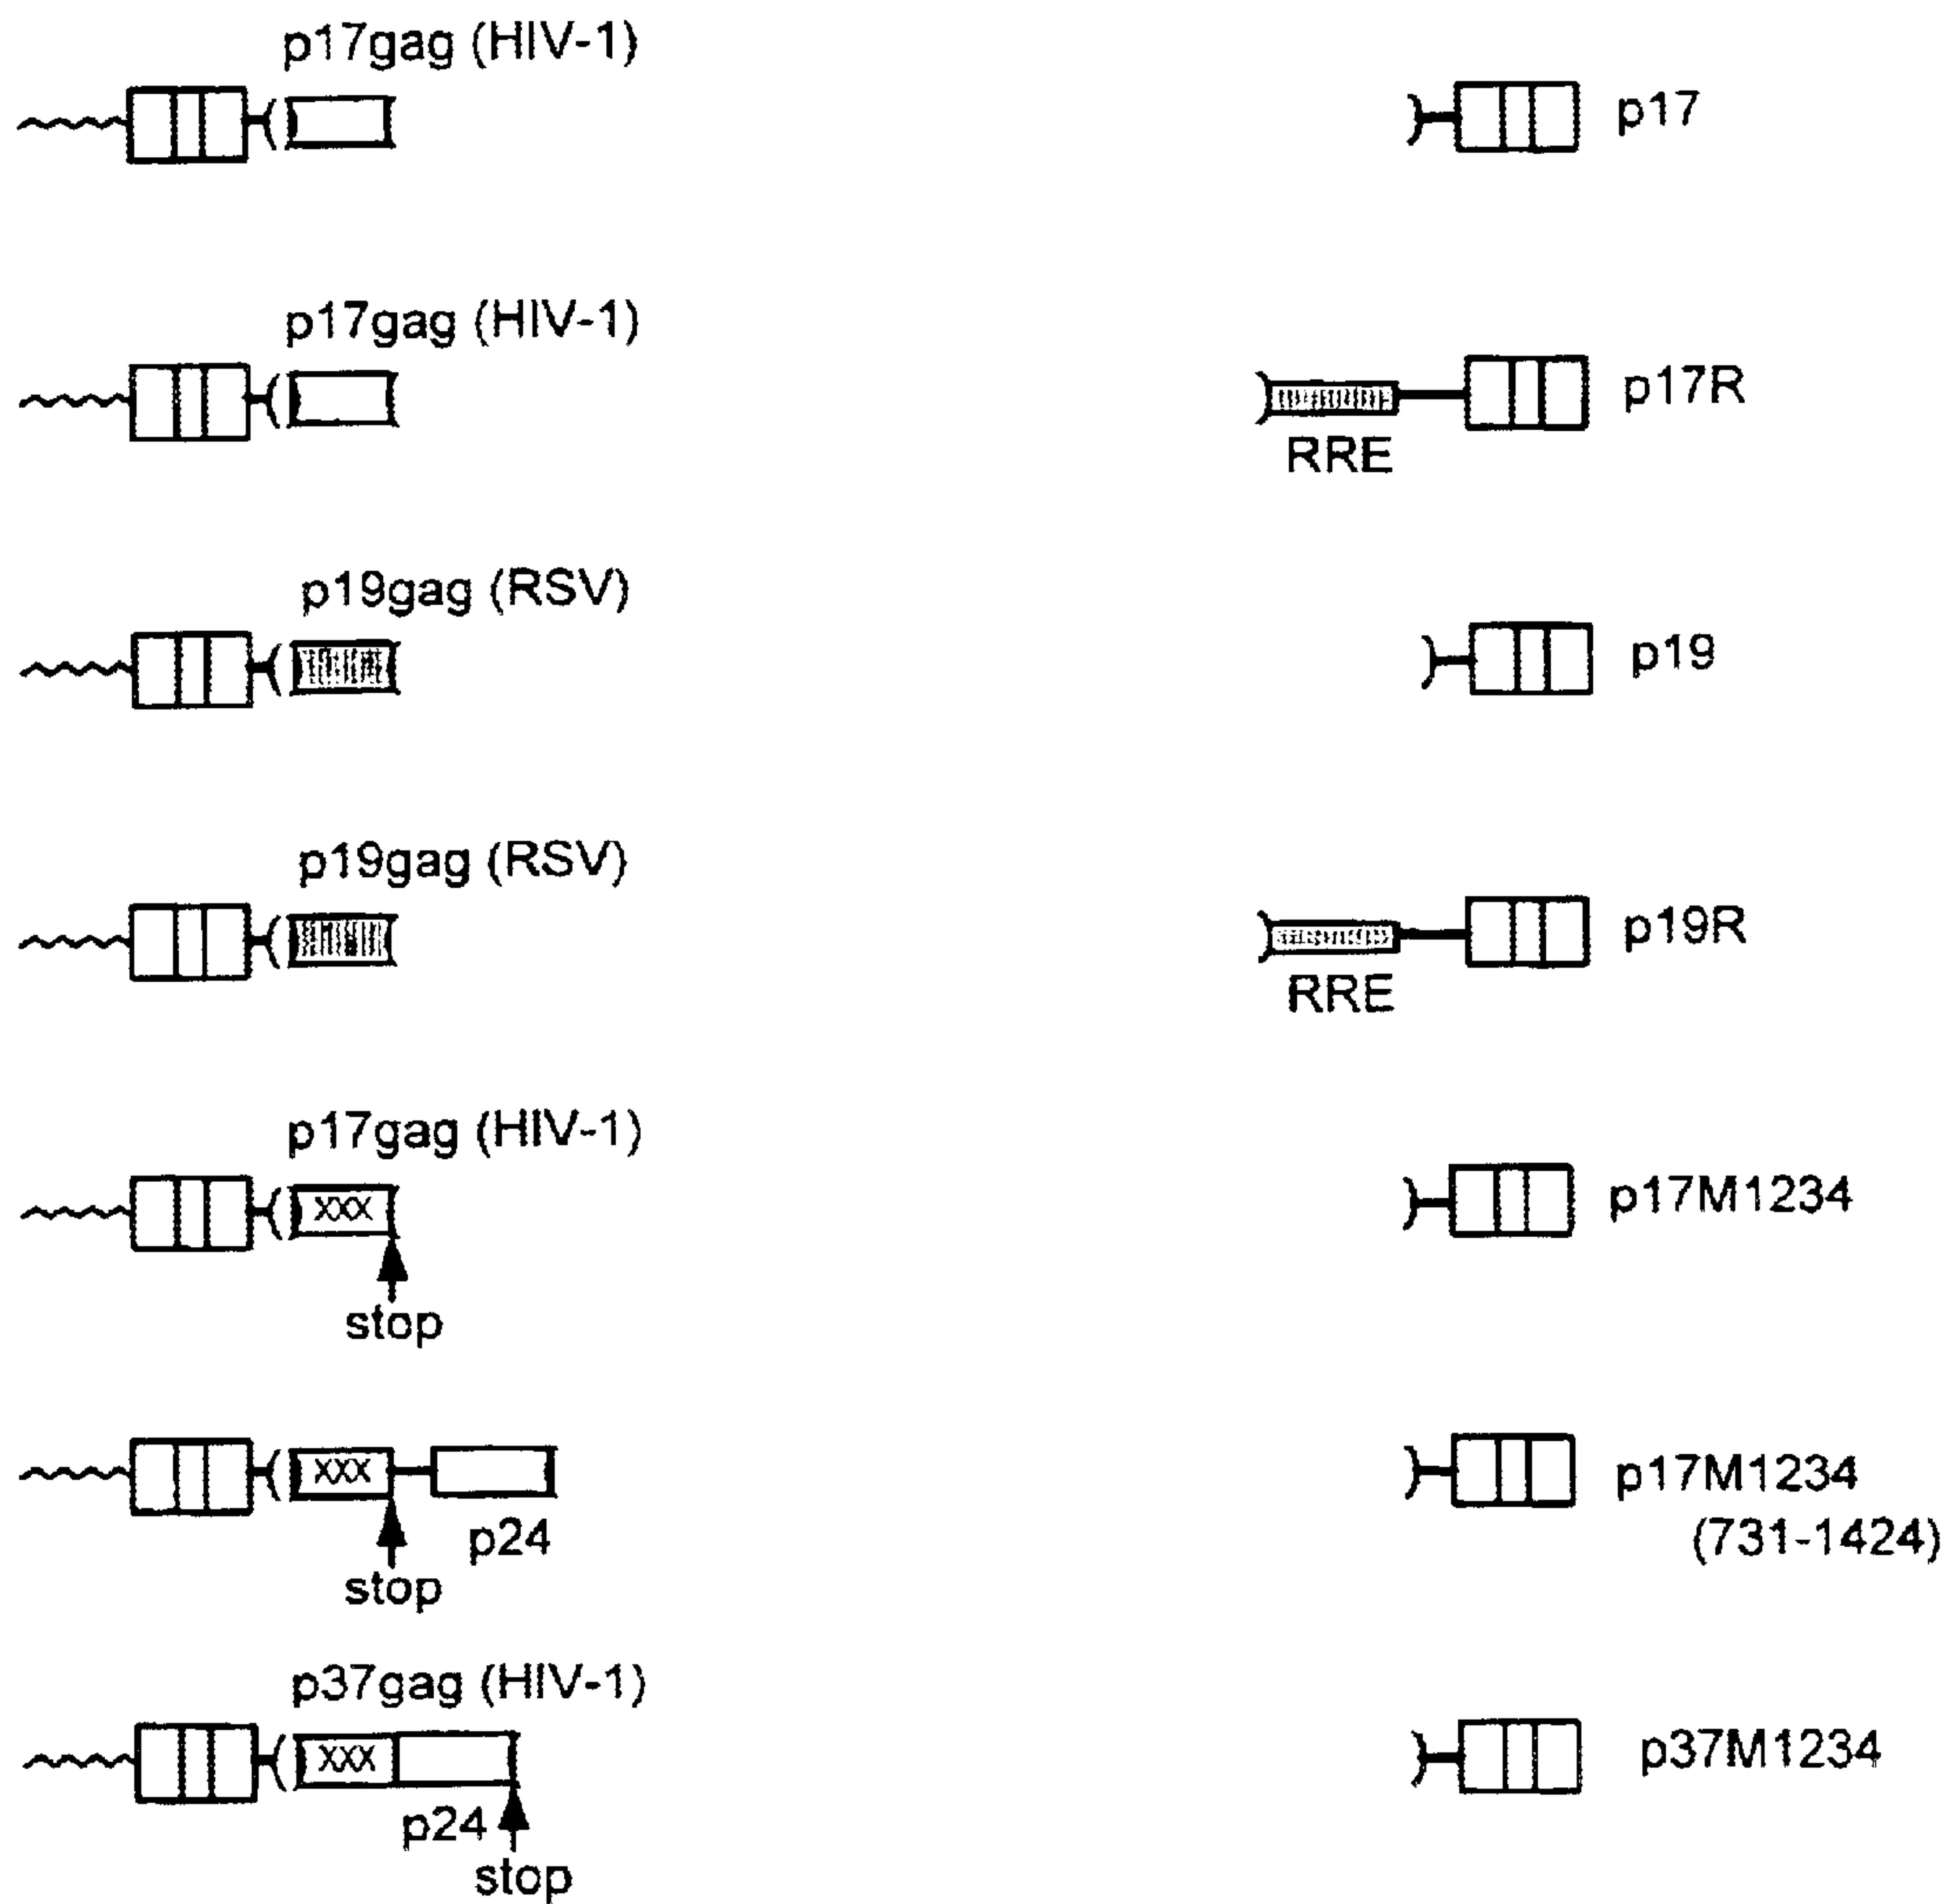 p17gag (HIV-1)
p17
p17gag (HIV-1)
p17R
RRE
p19gag (RSV)
p19
p19gag (RSV)
p19R
RRE
p17gag (HIV-1)
XXX
p17M1234
stop
XXX
p17M1234
p24
(731-1424)
stop
p37gag (HIV-1)
XXX
p37M1234
p24
stop